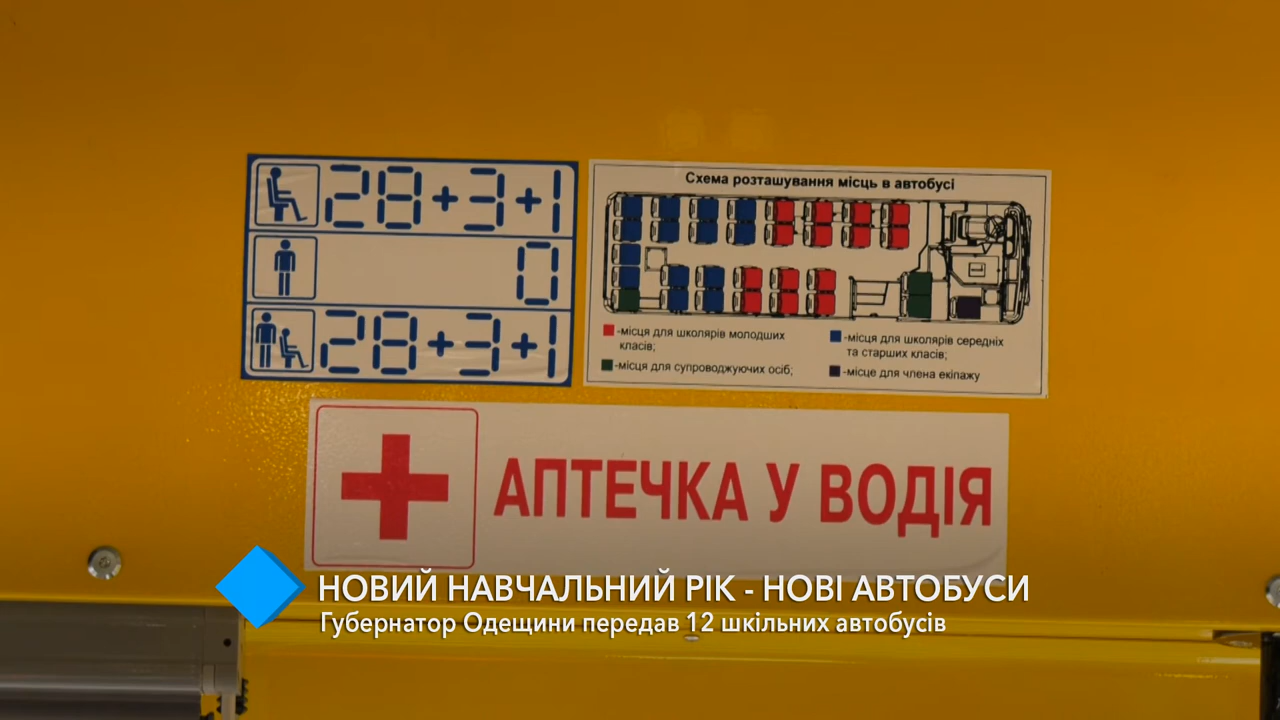 28+3+1
0
28+3+1
Схема розташування місць в автобусі
-місця для школярів молодших
класів;
-місця для супроводжуючих осіб;
-місця для школярів середніх
та старших класів;
-місце для члена екіпажу
АПТЕЧКА У ВОДІЯ
НОВИЙ НАВЧАЛЬНИЙ РІК - НОВІ АВТОБУСИ
Губернатор Одещини передав 12 шкільних автобусів